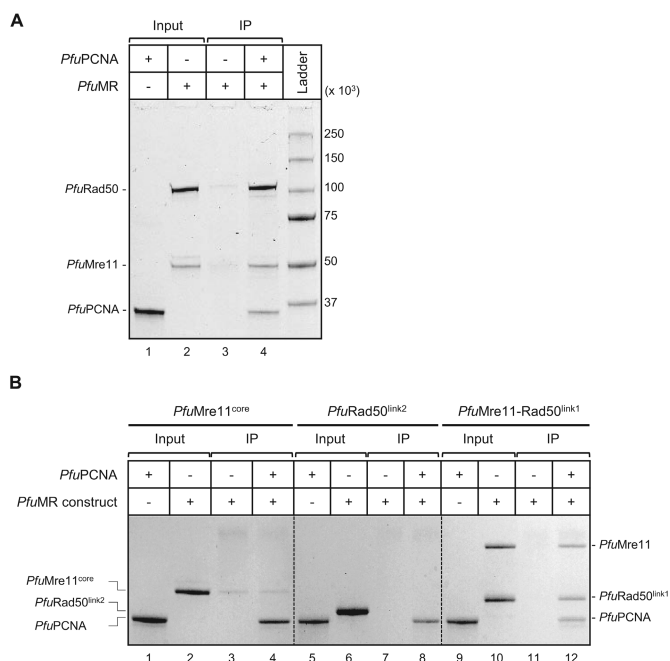 A
Input IP
PfuPCNA + - - + Ladder
PfuMR - + + + (x 10³)
250
150
PfuRad50 - 100
75
PfuMre11 - 50
PfuPCNA - 37
1 2 3 4
B
PfuMre11core PfuRad50link2 PfuMre11-Rad50link1
Input IP Input IP Input IP
PfuPCNA + - - + + - - + + - - +
PfuMR construct - + + + - + + + - + + +
- PfuMre11
PfuMre11core
PfuRad50link2 - PfuRad50link1
PfuPCNA - PfuPCNA
1 2 3 4 5 6 7 8 9 10 11 12